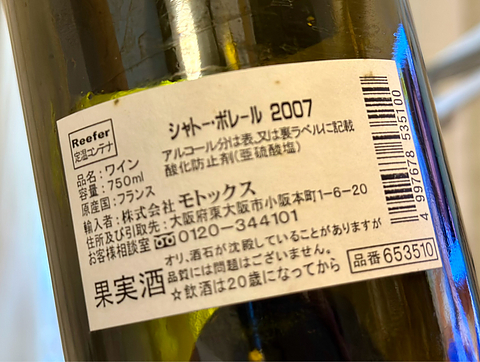 Reefer
定温コンテナ
シャトー・ボレール 2007
アルコール分は表、又は裏ラベルに記載
酸化防止剤(亜硫酸塩)
品名：ワイン
容量：750ml
原産国：フランス
輸入者：株式会社 モトックス
住所及び引取先：大阪府東大阪市小阪本町1-6-20
お客様相談室 0120-344101
オリ、酒石が沈殿していることがありますが
品質には問題はございません。
果実酒
☆飲酒は20歳になってから
品番 653510
4 997678 535100